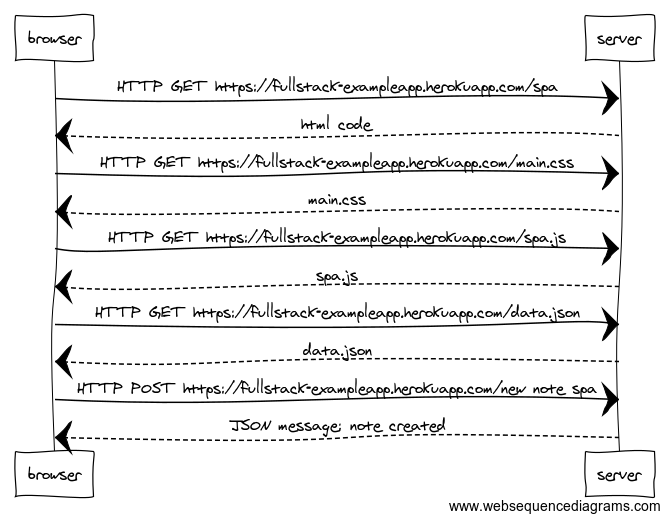 browser server
HTTP GET https://fullstack-exampleapp.herokuapp.com/spa
html code
HTTP GET https://fullstack-exampleapp.herokuapp.com/main.css
main.css
HTTP GET https://fullstack-exampleapp.herokuapp.com/spa.js
spa.js
HTTP GET https://fullstack-exampleapp.herokuapp.com/data.json
data.json
HTTP POST https://fullstack-exampleapp.herokuapp.com/new note spa
JSON message; note created
browser server
www.websequencediagrams.com